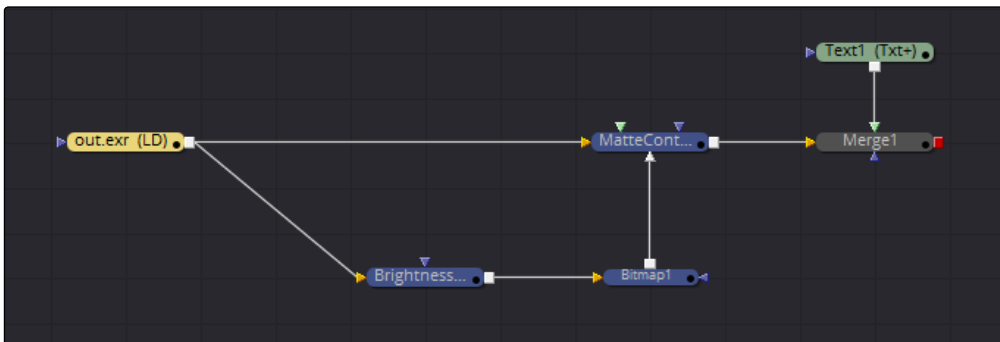 Text1 (Txt+)
out.exr (LD)
MatteCont...
Merge1
Brightness...
Bitmap1